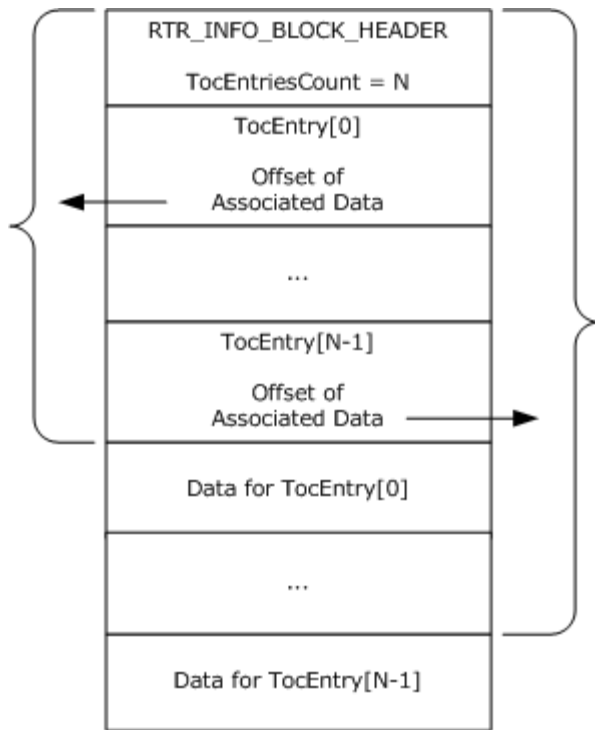 RTR_INFO_BLOCK_HEADER
TocEntriesCount = N
TocEntry[0]
Offset of
Associated Data
...
TocEntry[N-1]
Offset of
Associated Data
Data for TocEntry[0]
...
Data for TocEntry[N-1]